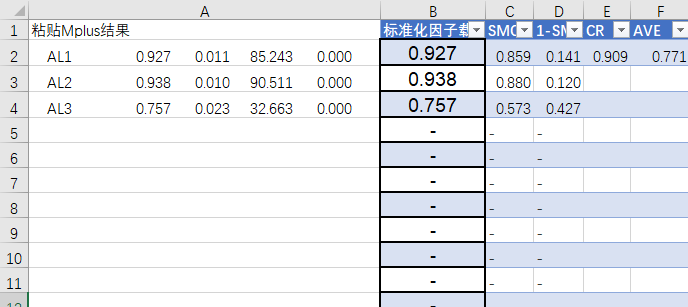 A B C D E F
1 粘贴Mplus结果 标准化因子载 SMC 1-SM CR AVE
2 AL1 0.927 0.011 85.243 0.000 0.927 0.859 0.141 0.909 0.771
3 AL2 0.938 0.010 90.511 0.000 0.938 0.880 0.120
4 AL3 0.757 0.023 32.663 0.000 0.757 0.573 0.427
5 - - -
6 - - -
7 - - -
8 - - -
9 - - -
10 - - -
11 - - -